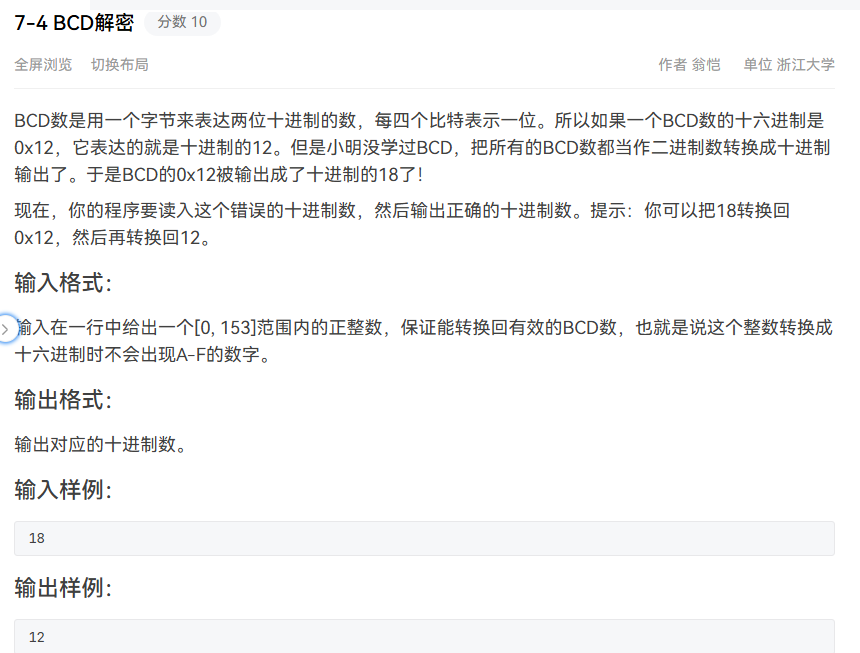 7-4 BCD解密 分数 10
全屏浏览 切换布局 作者 翁恺 单位 浙江大学
BCD数是用一个字节来表达两位十进制的数，每四个比特表示一位。所以如果一个BCD数的十六进制是
0x12，它表达的就是十进制的12。但是小明没学过BCD，把所有的BCD数都当作二进制数转换成十进制
输出了。于是BCD的0x12被输出成了十进制的18了！
现在，你的程序要读入这个错误的十进制数，然后输出正确的十进制数。提示：你可以把18转换回
0x12，然后再转换回12。
输入格式：
输入在一行中给出一个[0, 153]范围内的正整数，保证能转换回有效的BCD数，也就是说这个整数转换成
十六进制时不会出现A-F的数字。
输出格式：
输出对应的十进制数。
输入样例：
18
输出样例：
12